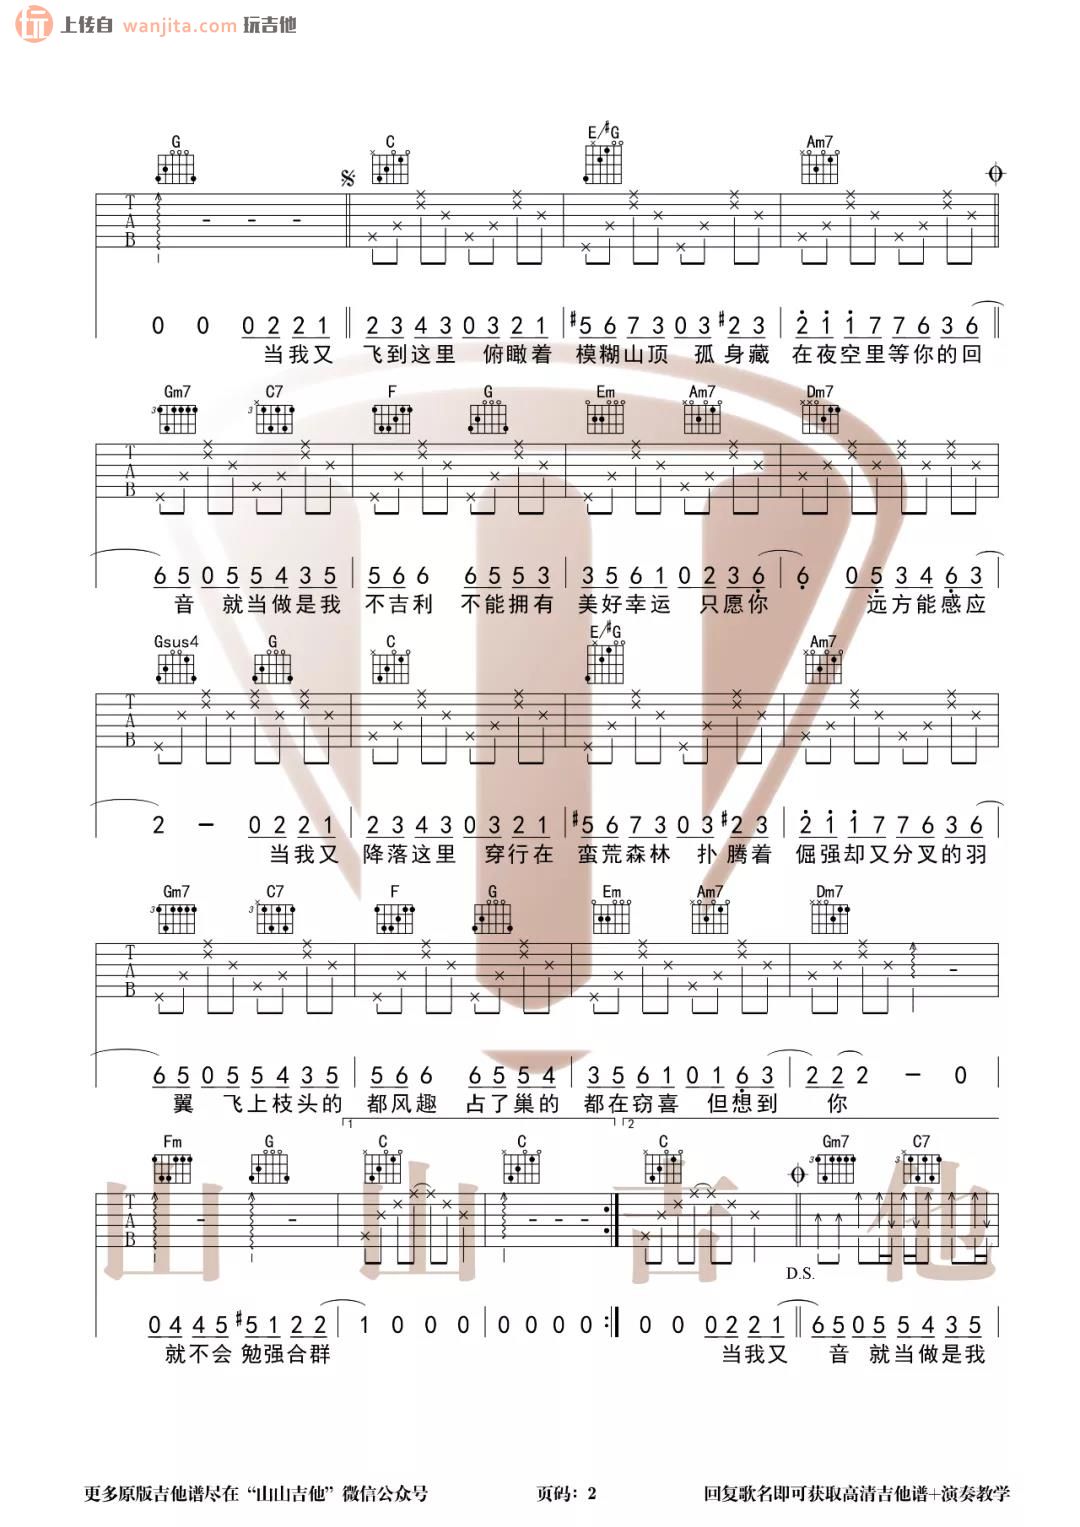 玩 上传自 wanjita.com 玩吉他
G C E/#G Am7
T
A
B
0 0 0 2 2 1 2 3 4 3 0 3 2 1 #5 6 7 3 0 3 #2 3 2 1 1 7 7 6 3 6
当我又 飞到这里 俯瞰着 模糊山顶 孤身藏 在夜空里等你的回
Gm7 C7 F G Em Am7 Dm7
T
A
B
6 5 0 5 5 4 3 5 5 6 6 6 5 5 3 3 5 6 1 0 2 3 6 6 0 5 3 4 6 3
音 就当做是我 不吉利 不能拥有 美好幸运 只愿你 远方能感应
Gsus4 G C E/#G Am7
T
A
B
2 — 0 2 2 1 2 3 4 3 0 3 2 1 #5 6 7 3 0 3 #2 3 2 1 1 7 7 6 3 6
当我又 降落这里 穿行在 蛮荒森林 扑腾着 倔强却又分叉的羽
Gm7 C7 F G Em Am7 Dm7
T
A
B
6 5 0 5 5 4 3 5 5 6 6 6 5 5 4 3 5 6 1 0 1 6 3 2 2 2 — 0
翼 飞上枝头的 都风趣 占了巢的 都在窃喜 但想到 你
1 2
Fm G C C C Gm7 C7
T
A
B
D.S.
0 4 4 5 #5 1 2 2 1 0 0 0 0 0 0 0 0 0 0 2 2 1 6 5 0 5 5 4 3 5
就不会 勉强合群 当我又 音 就当做是我
山山吉他
更多原版吉他谱尽在“山山吉他”微信公众号 页码：2 回复歌名即可获取高清吉他谱+演奏教学